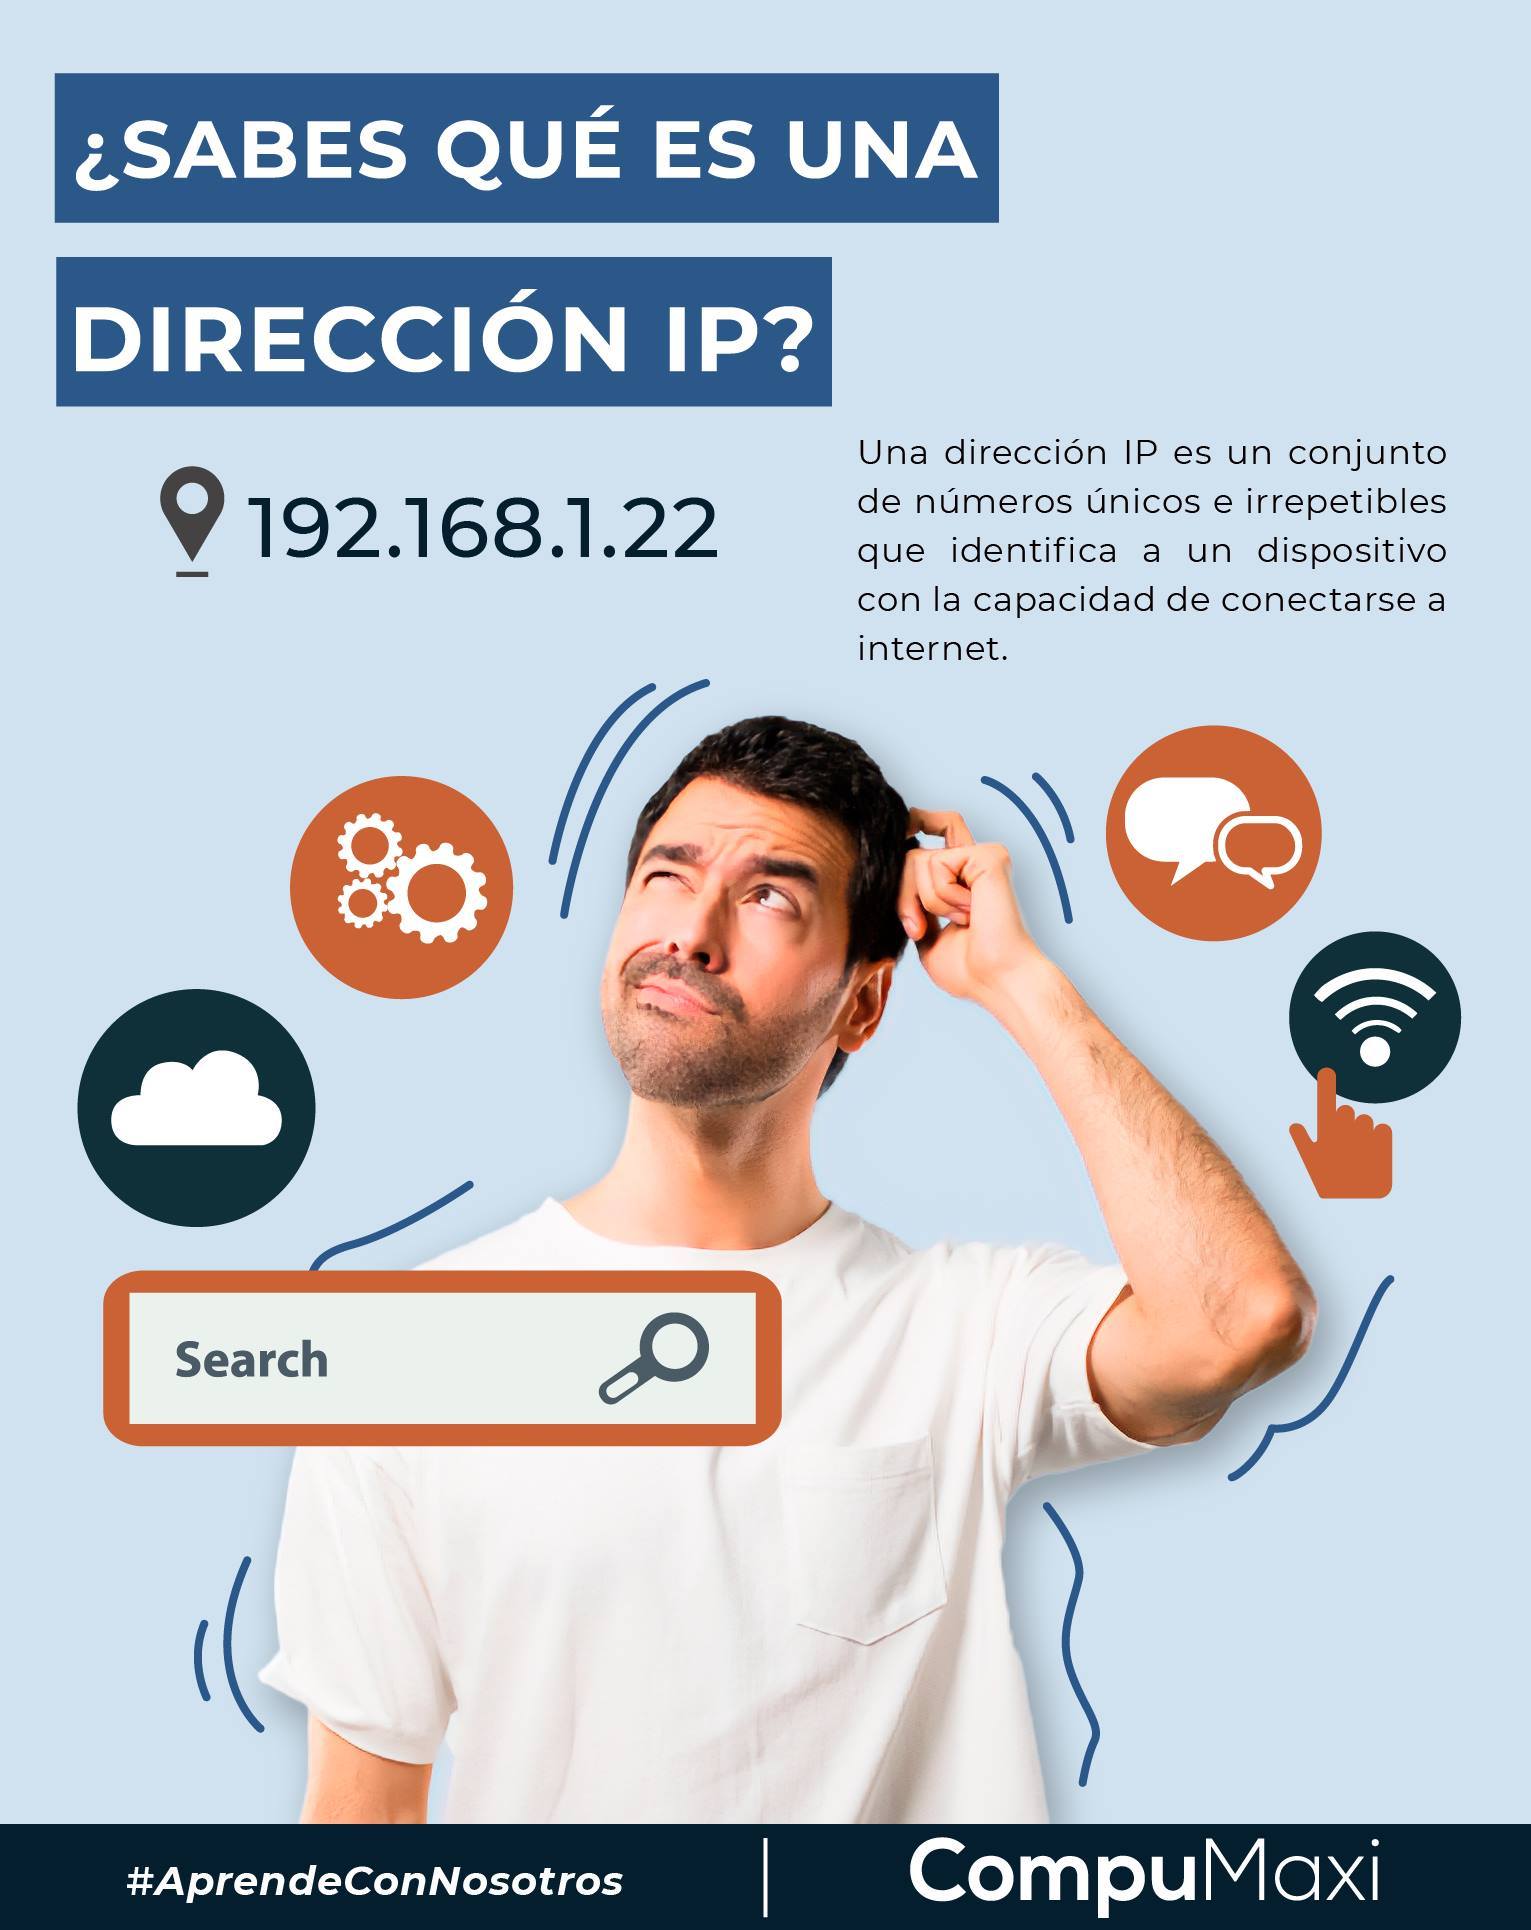 ¿SABES QUÉ ES UNA
DIRECCIÓN IP?
192.168.1.22
Una dirección IP es un conjunto
de números únicos e irrepetibles
que identifica a un dispositivo
con la capacidad de conectarse a
internet.
Search
#AprendeConNosotros
CompuMaxi